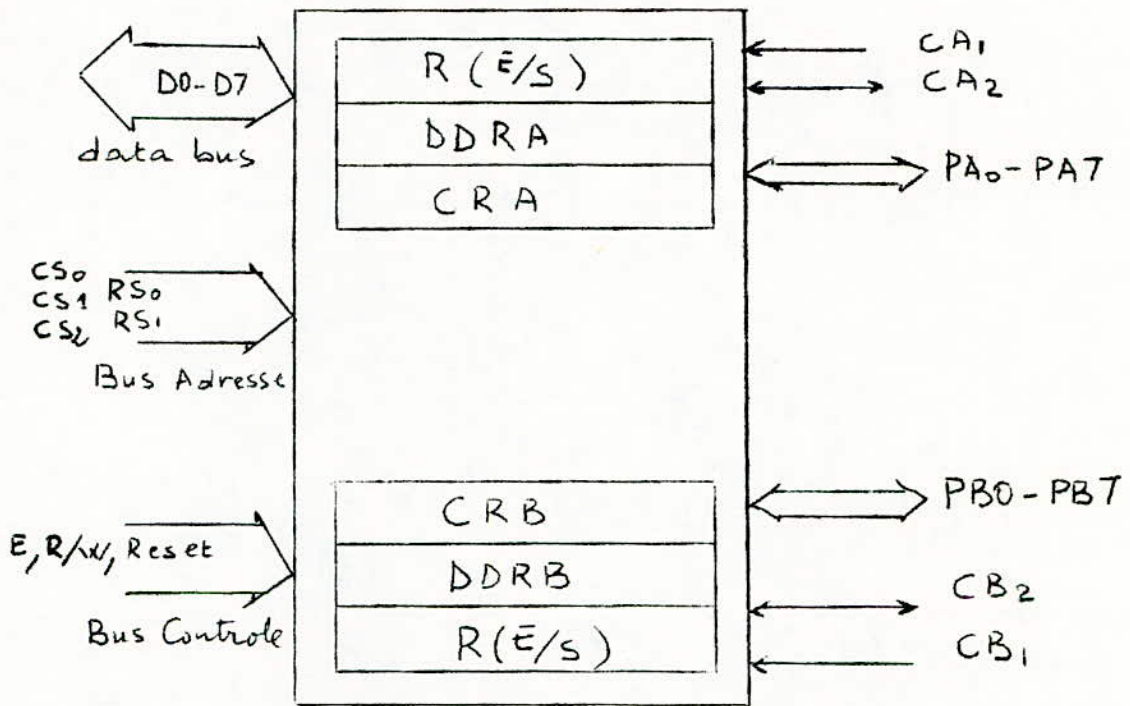 D0-D7
data bus
CS0
CS1 RS0
CS2 RS1
Bus Adresse
E, R/W, Reset
Bus Controle
R (Ē/S)
DDRA
CRA
CRB
DDRB
R(Ē/S)
CA1
CA2
PA0-PA7
PB0-PB7
CB2
CB1